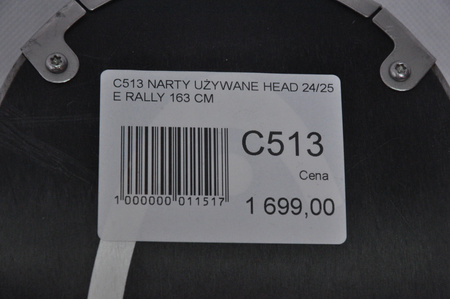 C513 NARTY UŻYWANE HEAD 24/25
E RALLY 163 CM
C513
Cena
1 000000 011517
1 699,00